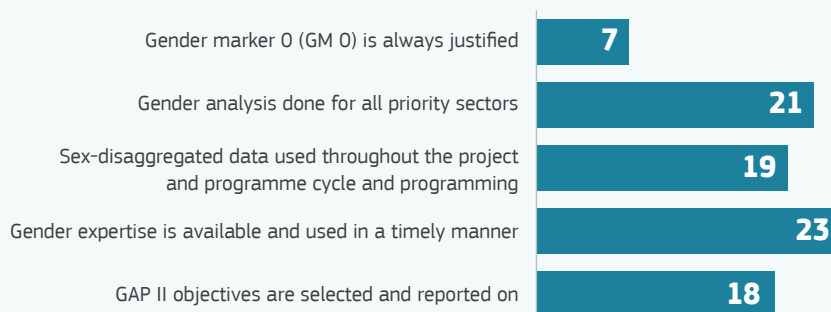 Gender marker 0 (GM 0) is always justified
7
Gender analysis done for all priority sectors
21
Sex-disaggregated data used throughout the project
and programme cycle and programming
19
Gender expertise is available and used in a timely manner
23
GAP II objectives are selected and reported on
18